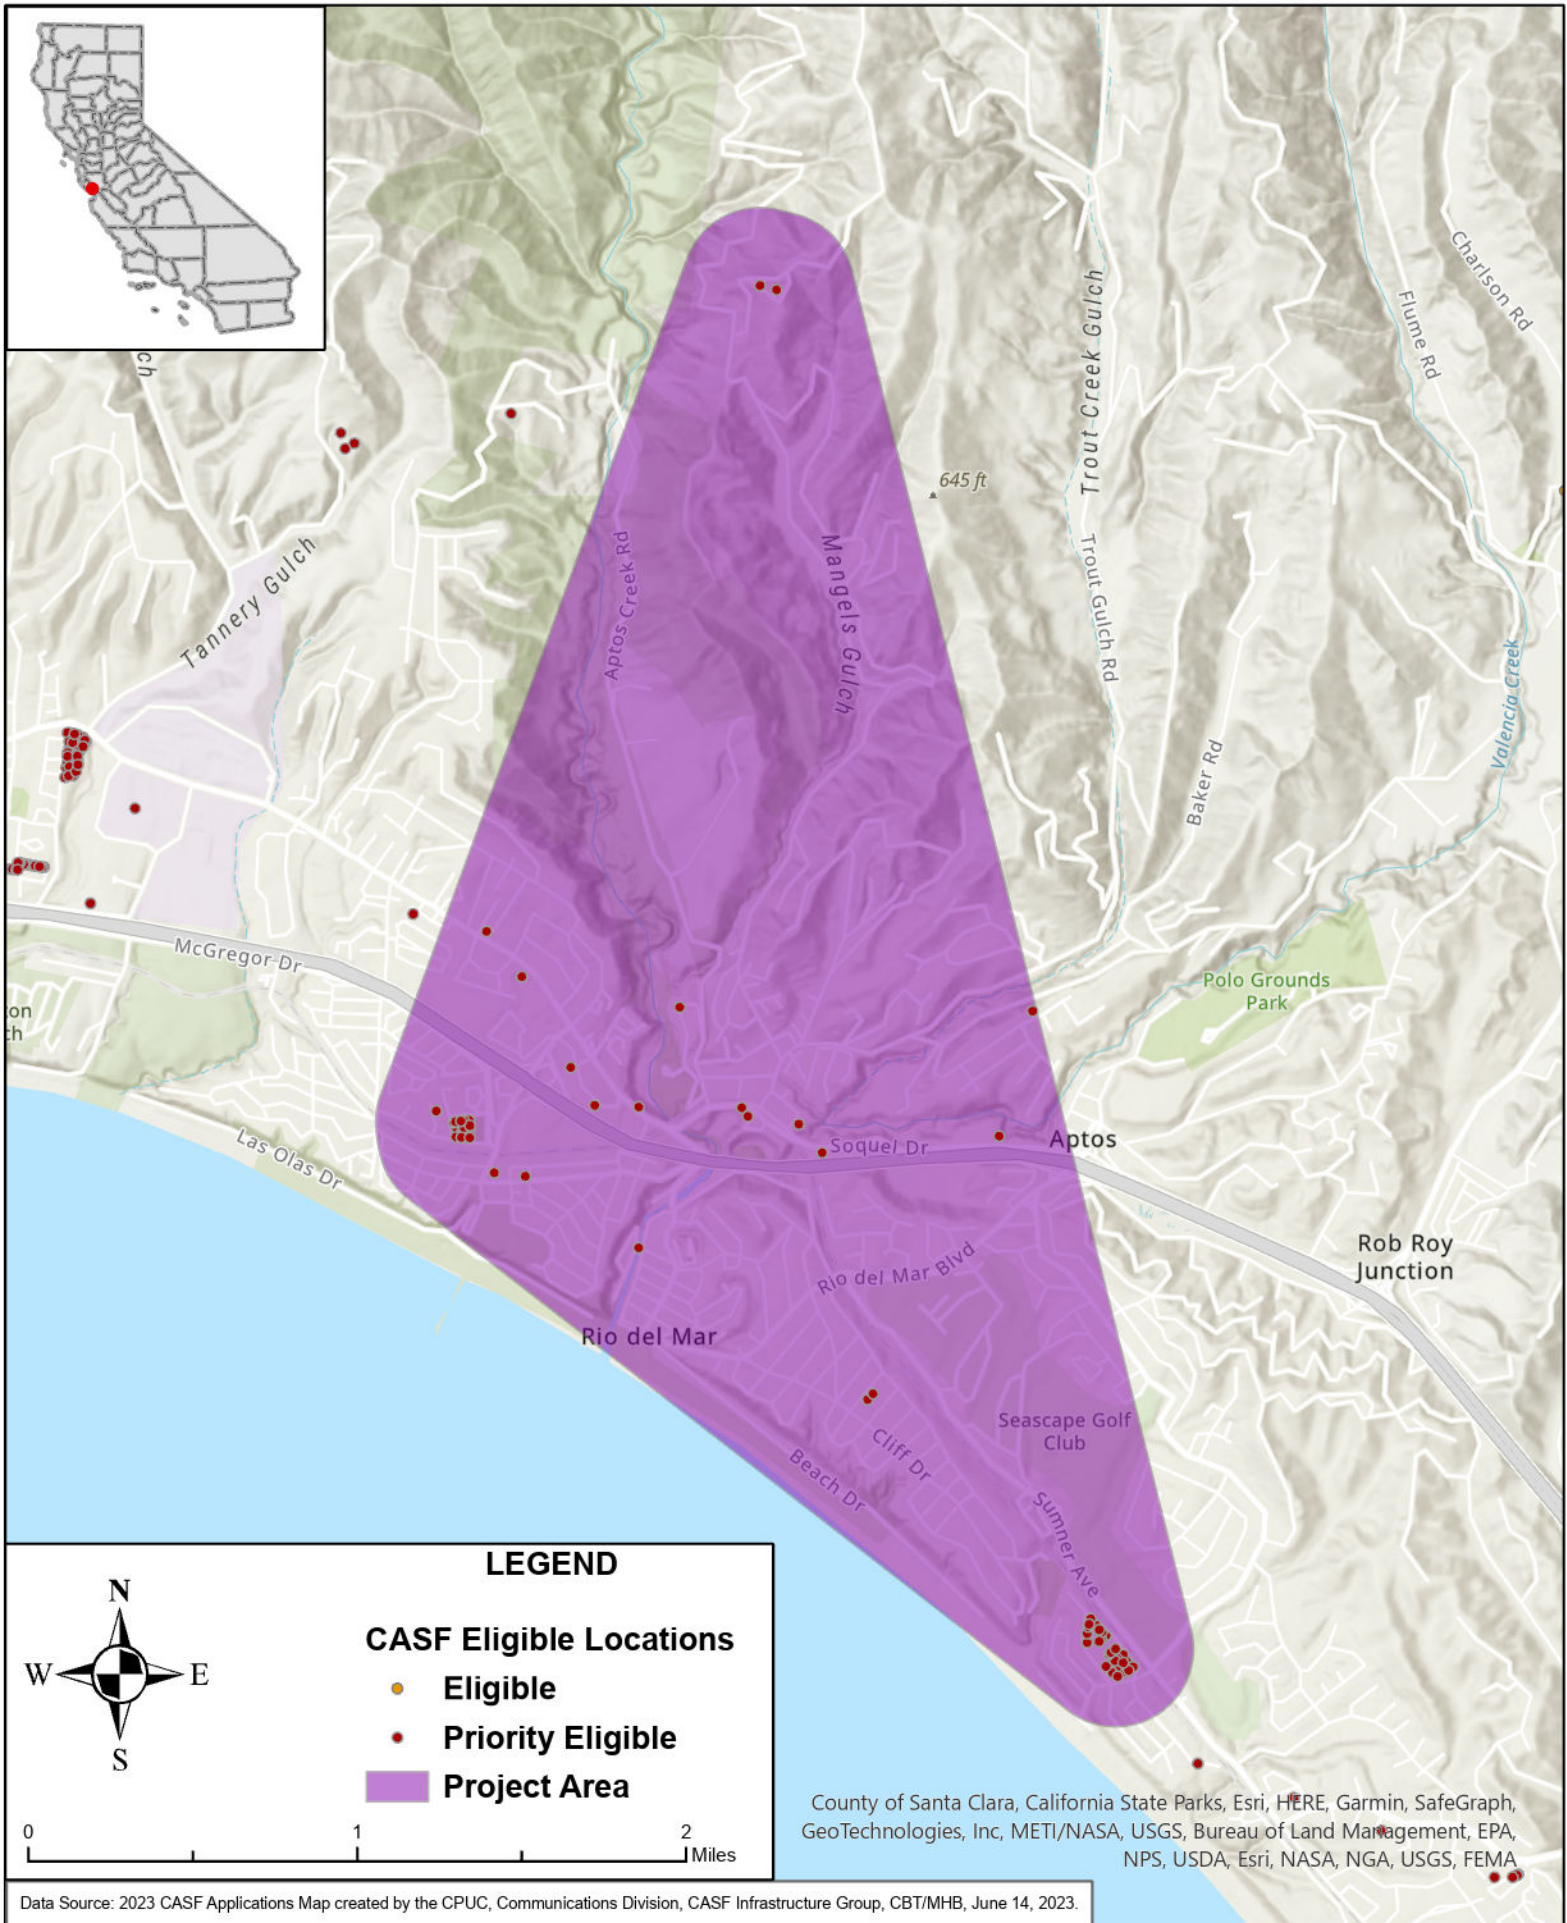 ch
Charlson Rd
Flume Rd
Trout Creek Gulch
645 ft
Tannery Gulch
Aptos Creek Rd
Mangels Gulch
Trout Gulch Rd
Valencia Creek
Baker Rd
McGregor Dr
Polo Grounds
Park
on
ch
Las Olas Dr
Soquel Dr
Aptos
Rob Roy
Junction
Rio del Mar Blvd
Rio del Mar
Seascape Golf
Club
Cliff Dr
Beach Dr
Sumner Ave
LEGEND
N
W
E
S
CASF Eligible Locations
Eligible
Priority Eligible
Project Area
0
1
2
Miles
County of Santa Clara, California State Parks, Esri, HERE, Garmin, SafeGraph,
GeoTechnologies, Inc, METI/NASA, USGS, Bureau of Land Management, EPA,
NPS, USDA, Esri, NASA, NGA, USGS, FEMA
Data Source: 2023 CASF Applications Map created by the CPUC, Communications Division, CASF Infrastructure Group, CBT/MHB, June 14, 2023.